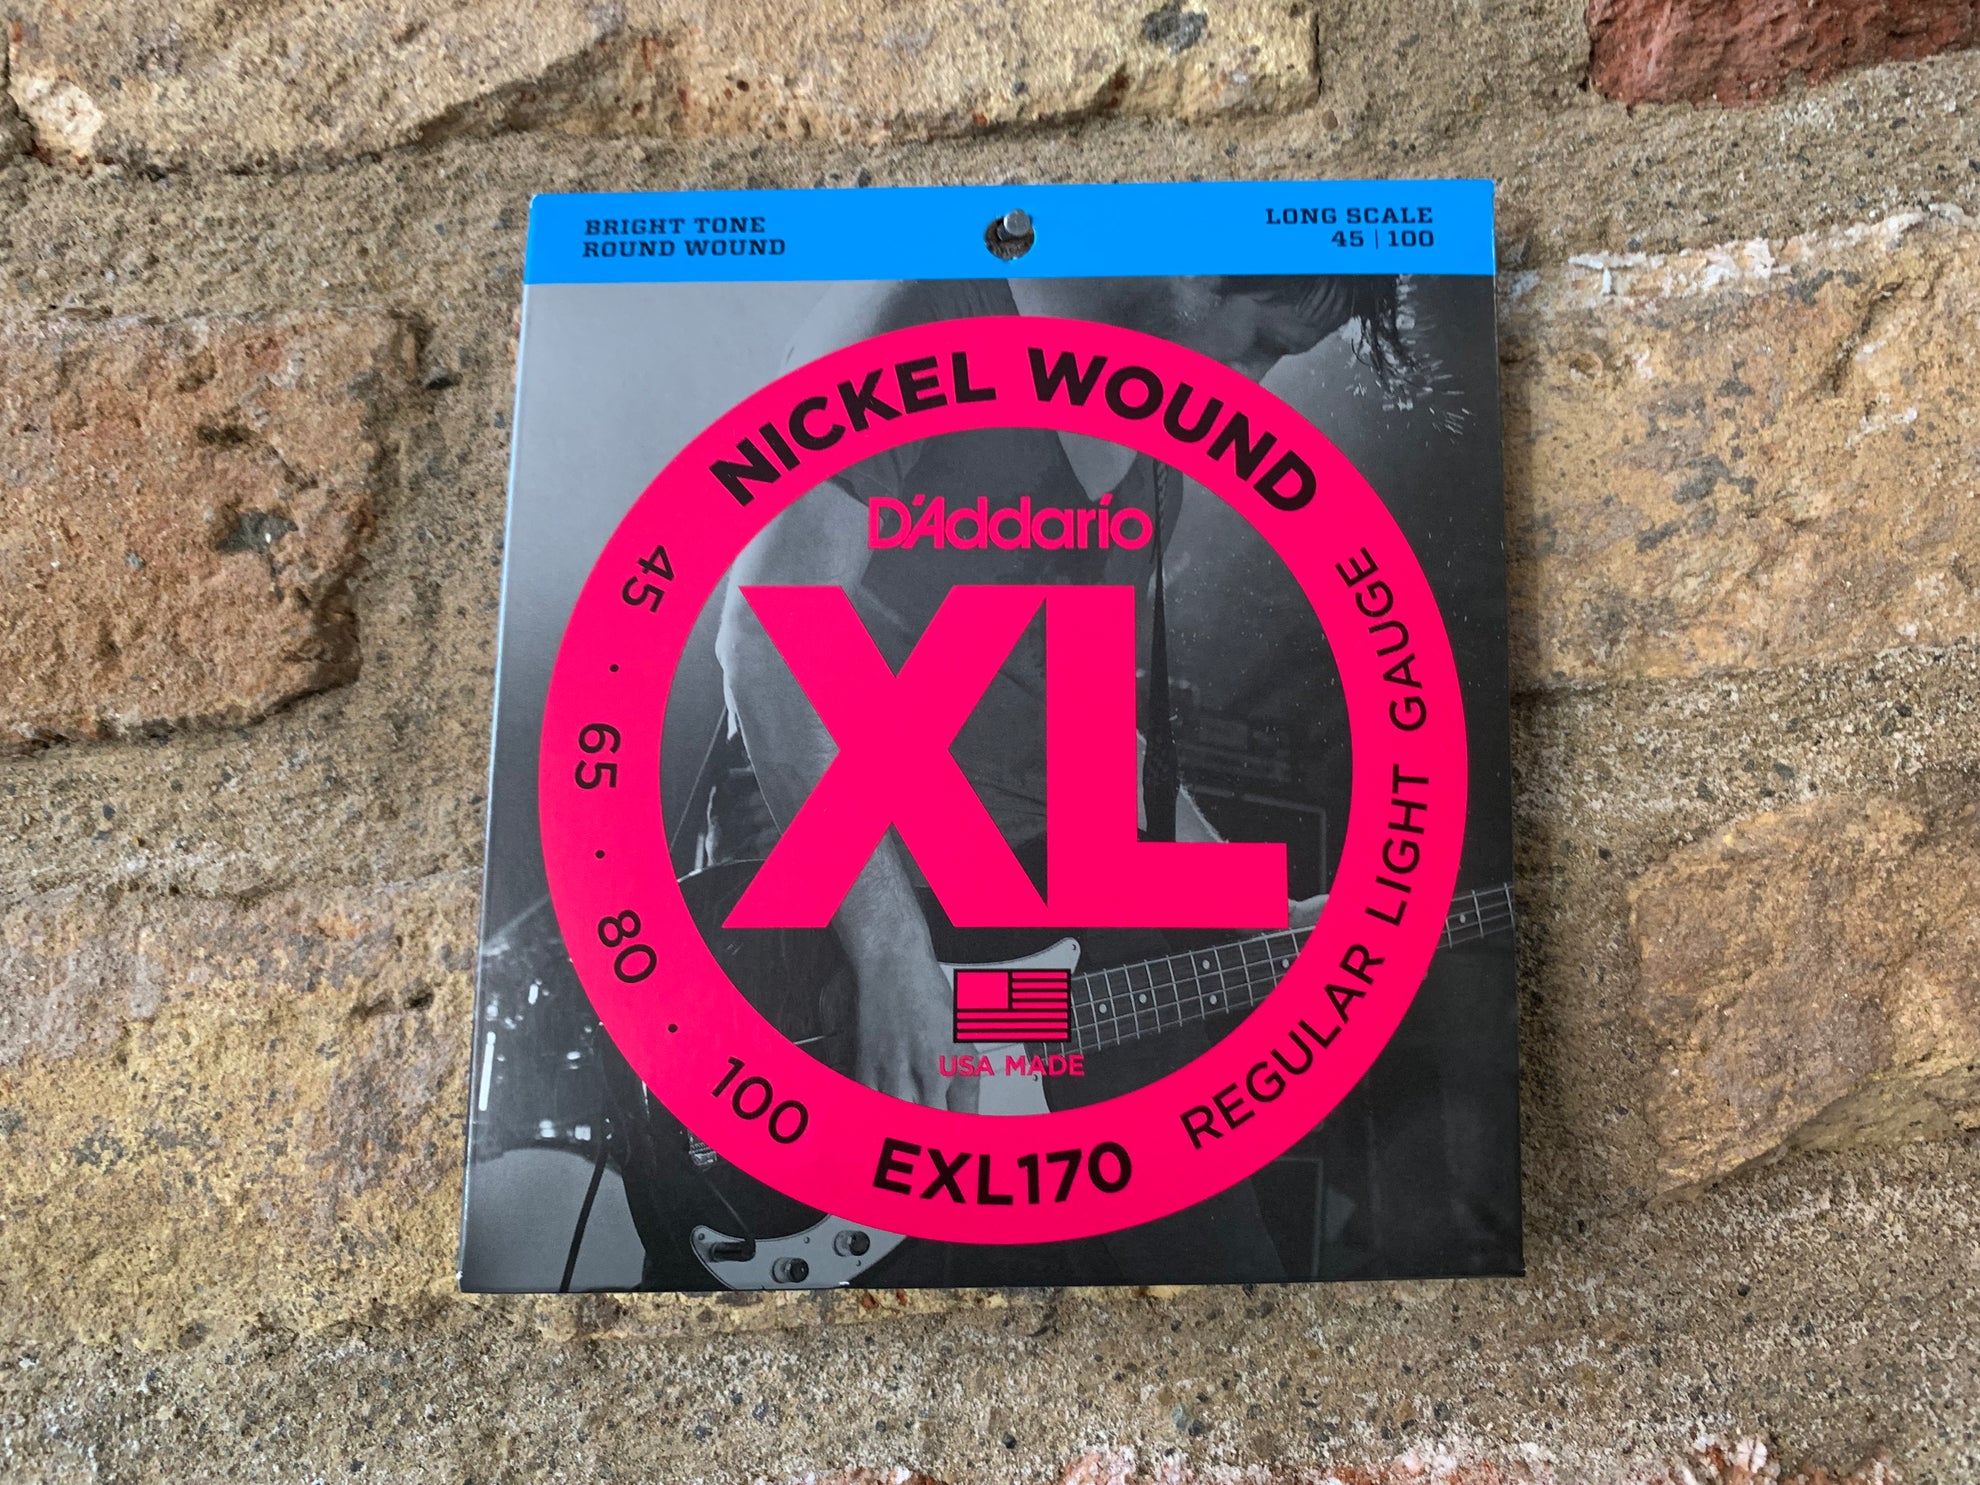 BRIGHT TONE
ROUND WOUND
LONG SCALE
45 | 100
NICKEL WOUND
D'Addario
XL
USA MADE
45 · 65 · 80 · 100
EXL170
REGULAR LIGHT GAUGE